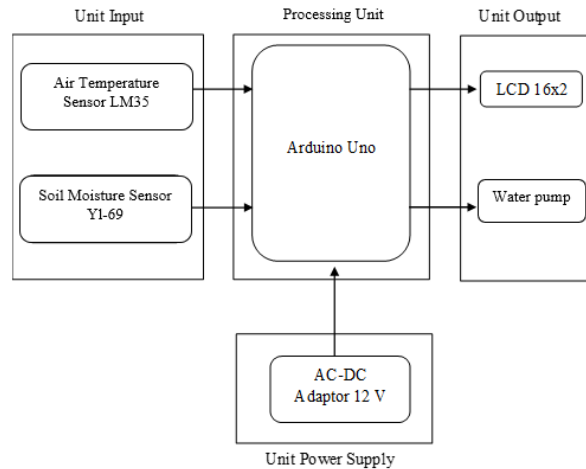 Unit Input
Processing Unit
Unit Output
Air Temperature
Sensor LM35
Soil Moisture Sensor
Yl-69
Arduino Uno
LCD 16x2
Water pump
AC-DC
Adaptor 12 V
Unit Power Supply